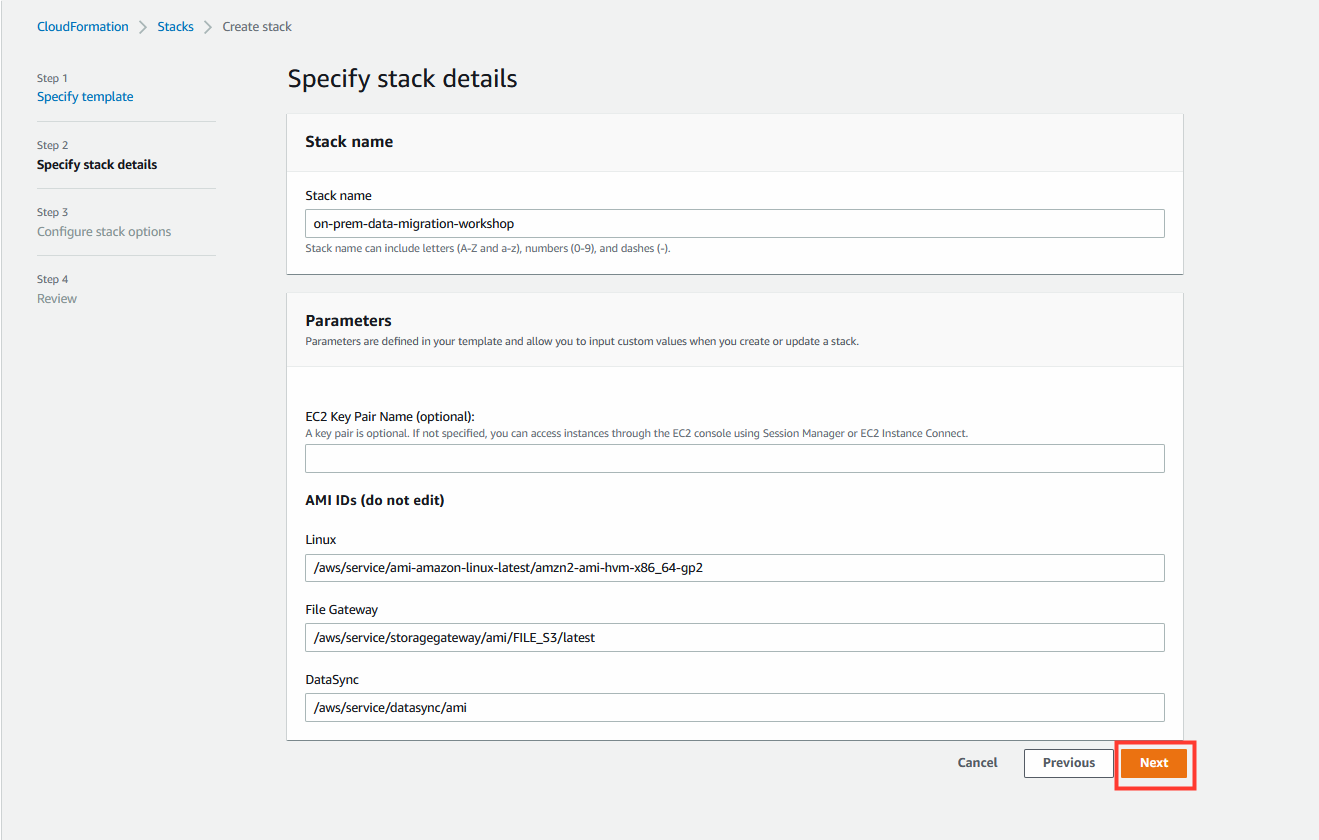 CloudFormation > Stacks > Create stack
Step 1
Specify template
Step 2
Specify stack details
Step 3
Configure stack options
Step 4
Review
Specify stack details
Stack name
Stack name
on-prem-data-migration-workshop
Stack name can include letters (A-Z and a-z), numbers (0-9), and dashes (-).
Parameters
Parameters are defined in your template and allow you to input custom values when you create or update a stack.
EC2 Key Pair Name (optional):
A key pair is optional. If not specified, you can access instances through the EC2 console using Session Manager or EC2 Instance Connect.
AMI IDs (do not edit)
Linux
/aws/service/ami-amazon-linux-latest/amzn2-ami-hvm-x86_64-gp2
File Gateway
/aws/service/storagegateway/ami/FILE_S3/latest
DataSync
/aws/service/datasync/ami
Cancel Previous Next